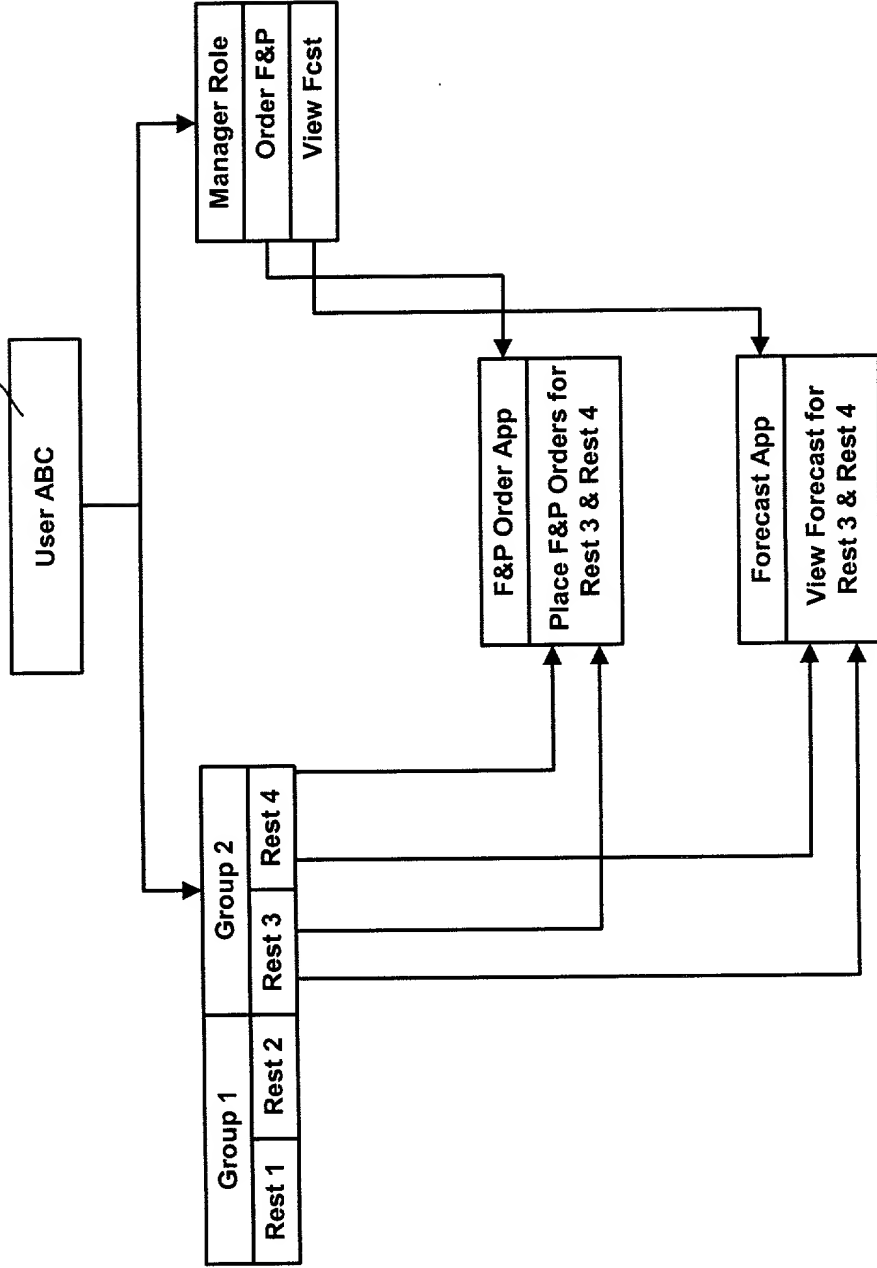 User ABC
Group 1
Group 2
Rest 1
Rest 2
Rest 3
Rest 4
Manager Role
Order F&P
View Fcst
F&P Order App
Place F&P Orders for
Rest 3 & Rest 4
Forecast App
View Forecast for
Rest 3 & Rest 4